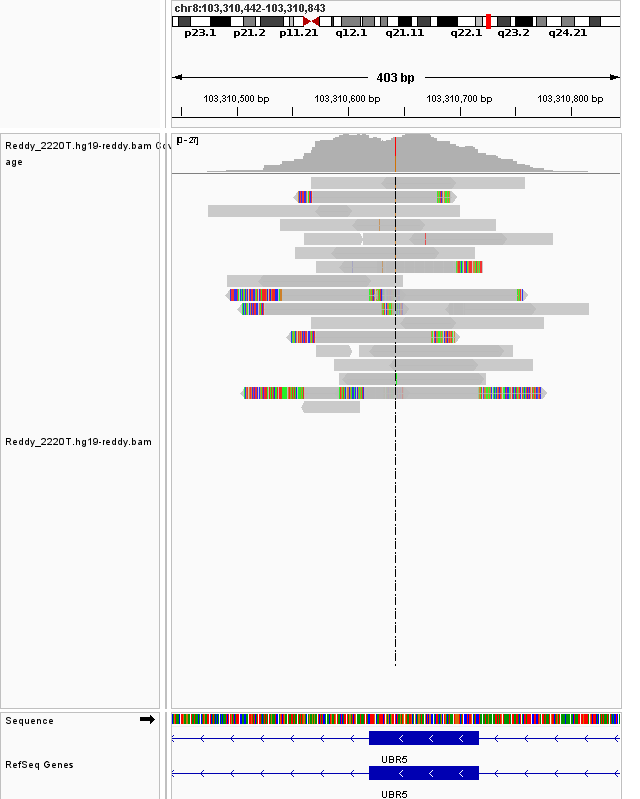 chr8:103,310,442-103,310,843
p23.1 p21.2 p11.21 q12.1 q21.11 q22.1 q23.2 q24.21
403 bp
103,310,500 bp 103,310,600 bp 103,310,700 bp 103,310,800 bp
Reddy_2220T.hg19-reddy.bam Cov
age
[0-27]
Reddy_2220T.hg19-reddy.bam
Sequence
RefSeq Genes
UBR5
UBR5